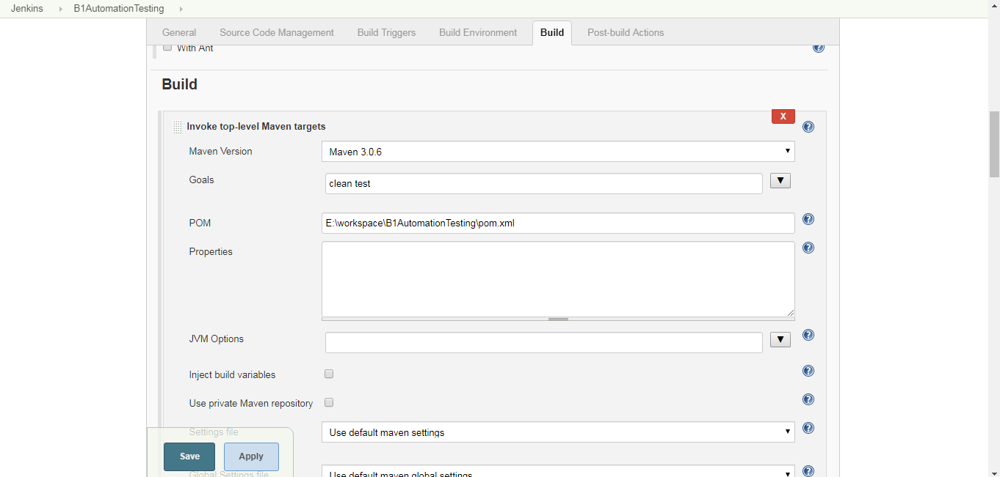 Jenkins B1AutomationTesting
General Source Code Management Build Triggers Build Environment Build Post-build Actions
With Ant
Build
Invoke top-level Maven targets
X
Maven Version Maven 3.0.6
Goals clean test
POM E:\workspace\B1AutomationTesting\pom.xml
Properties
JVM Options
Inject build variables
Use private Maven repository
Settings file Use default maven settings
Save Apply
Global Settings file Use default maven global settings